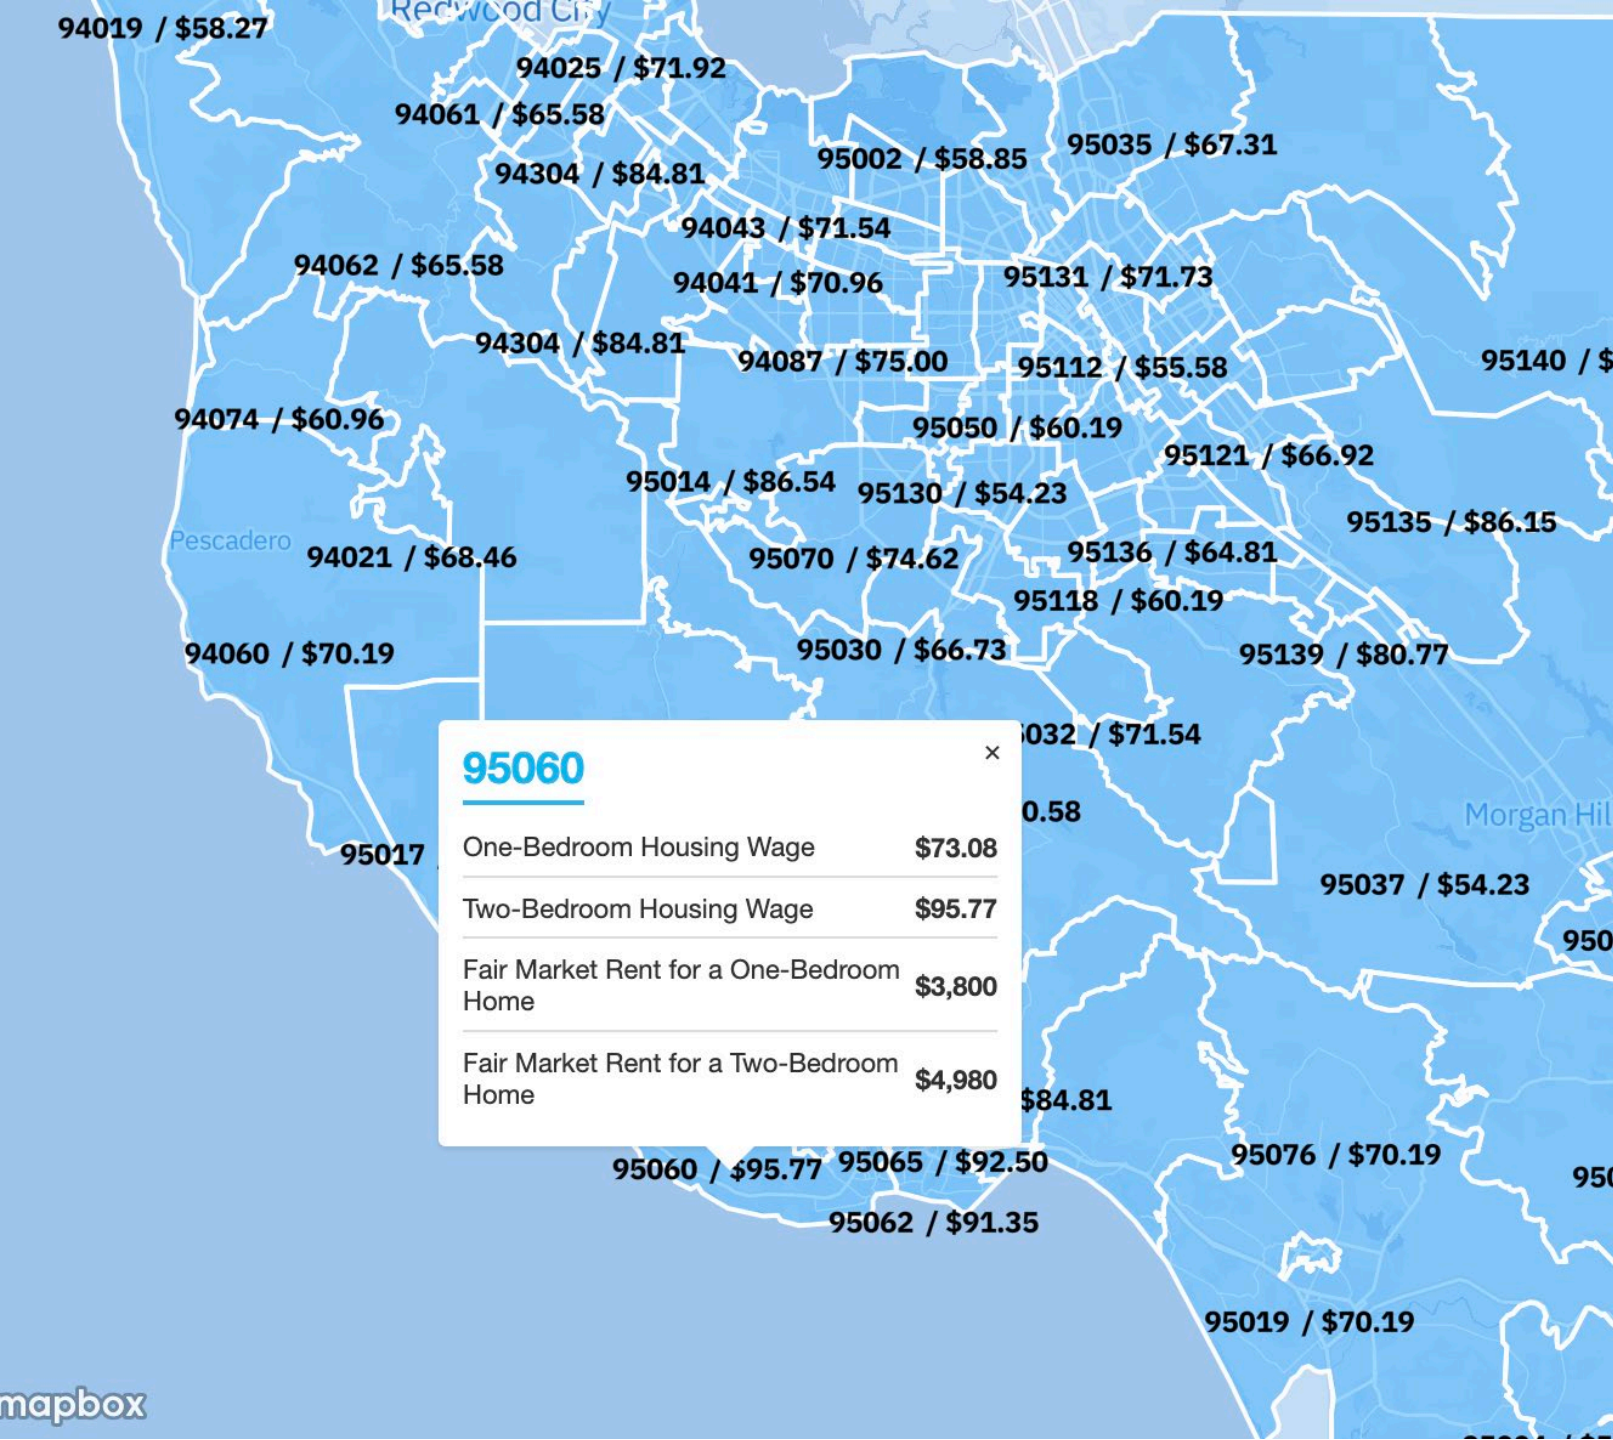 Redwood City
94019 / $58.27
94025 / $71.92
94061 / $65.58
95035 / $67.31
95002 / $58.85
94304 / $84.81
94043 / $71.54
94062 / $65.58
95131 / $71.73
94041 / $70.96
94304 / $84.81
94087 / $75.00
95112 / $55.58
95140 / $
94074 / $60.96
95050 / $60.19
95121 / $66.92
95014 / $86.54
95130 / $54.23
95135 / $86.15
Pescadero
94021 / $68.46
95070 / $74.62
95136 / $64.81
95118 / $60.19
94060 / $70.19
95030 / $66.73
95139 / $80.77
5032 / $71.54
0.58
Morgan Hil
95017
95037 / $54.23
950
95060
×
One-Bedroom Housing Wage $73.08
Two-Bedroom Housing Wage $95.77
Fair Market Rent for a One-Bedroom
Home
$3,800
Fair Market Rent for a Two-Bedroom
Home
$4,980
$84.81
95076 / $70.19
95060 / $95.77
95065 / $92.50
950
95062 / $91.35
95019 / $70.19
mapbox